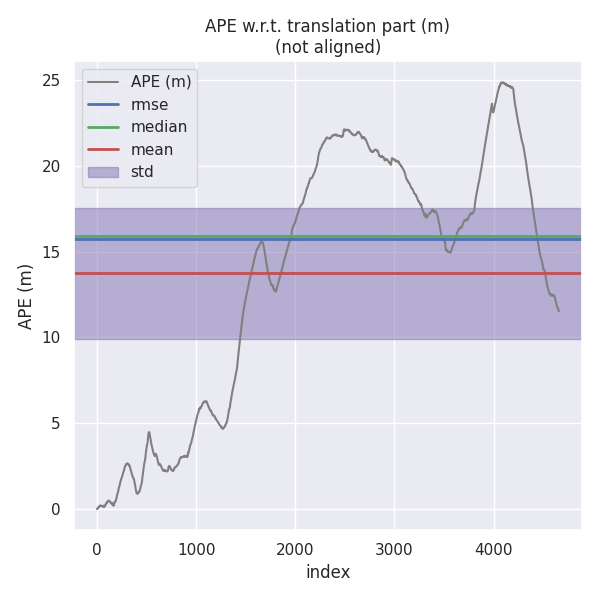 APE w.r.t. translation part (m)
(not aligned)
APE (m)
rmse
median
mean
std
25
20
15
10
5
0
APE (m)
0 1000 2000 3000 4000
index